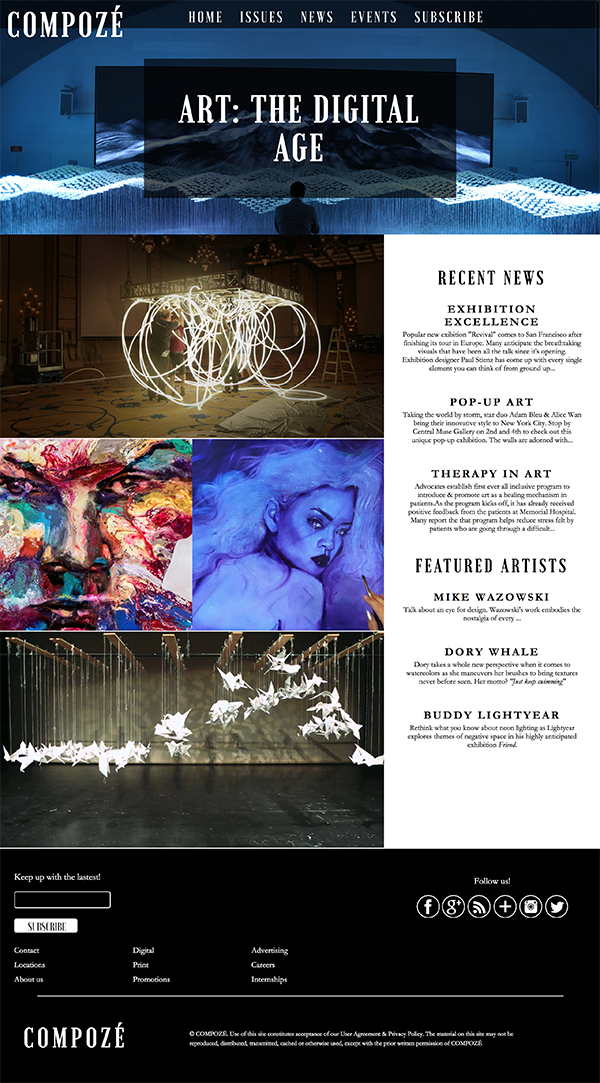 COMPOZÉ
HOME ISSUES NEWS EVENTS SUBSCRIBE
ART: THE DIGITAL
AGE
RECENT NEWS
EXHIBITION
EXCELLENCE
Popular new exibition "Revival" comes to San Francisco after
finishing its tour in Europe. Many anticipate the breathtaking
visuals that have been all the talk since it's opening.
Exhibition designer Paul Stienz has come up with every single
element you can think of from ground up...
POP-UP ART
Taking the world by storm, star duo Adam Bleu & Alice Wan
bring their innovative style to New York City. Stop by
Central Muse Gallery on 2nd and 4th to check out this
unique pop-up exhibition. The walls are adorned with...
THERAPY IN ART
Advocates establish first ever all inclusive program to
introduce & promote art as a healing mechanism in
patients.As the program kicks off, it has already received
positive feedback from the patients at Memorial Hospital.
Many report the that program helps reduce stress felt by
patients who are going through a difficult...
FEATURED ARTISTS
MIKE WAZOWSKI
Talk about an eye for design. Wazowski's work embodies the
nostalgia of every ...
DORY WHALE
Dory takes a whole new perspective when it comes to
watercolors as she maneuvers her brushes to bring textures
never before seen. Her motto? "Just keep swimming"
BUDDY LIGHTYEAR
Rethink what you know about neon lighting as Lightyear
explores themes of negative space in his highly anticipated
exhibition Friend.
Keep up with the lastest!
SUBSCRIBE
Follow us!
Contact Digital Advertising
Locations Print Careers
About us Promotions Internships
COMPOZÉ
© COMPOZÉ. Use of this site constitutes acceptance of our User Agreement & Privacy Policy. The material on this site may not be
reproduced, distributed, transmitted, cached or otherwise used, except with the prior written permission of COMPOZÉ